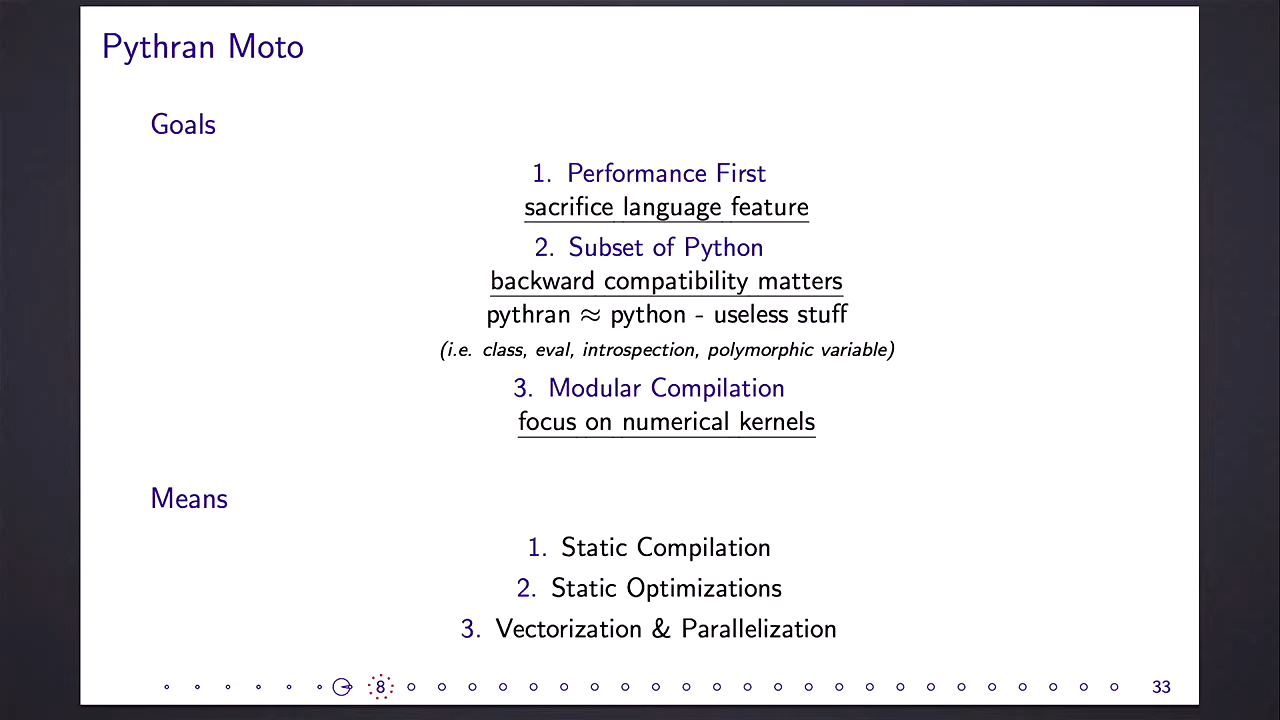 Pythran Moto
Goals
1. Performance First
sacrifice language feature
2. Subset of Python
backward compatibility matters
pythran ≈ python - useless stuff
(i.e. class, eval, introspection, polymorphic variable)
3. Modular Compilation
focus on numerical kernels
Means
1. Static Compilation
2. Static Optimizations
3. Vectorization & Parallelization
8 33